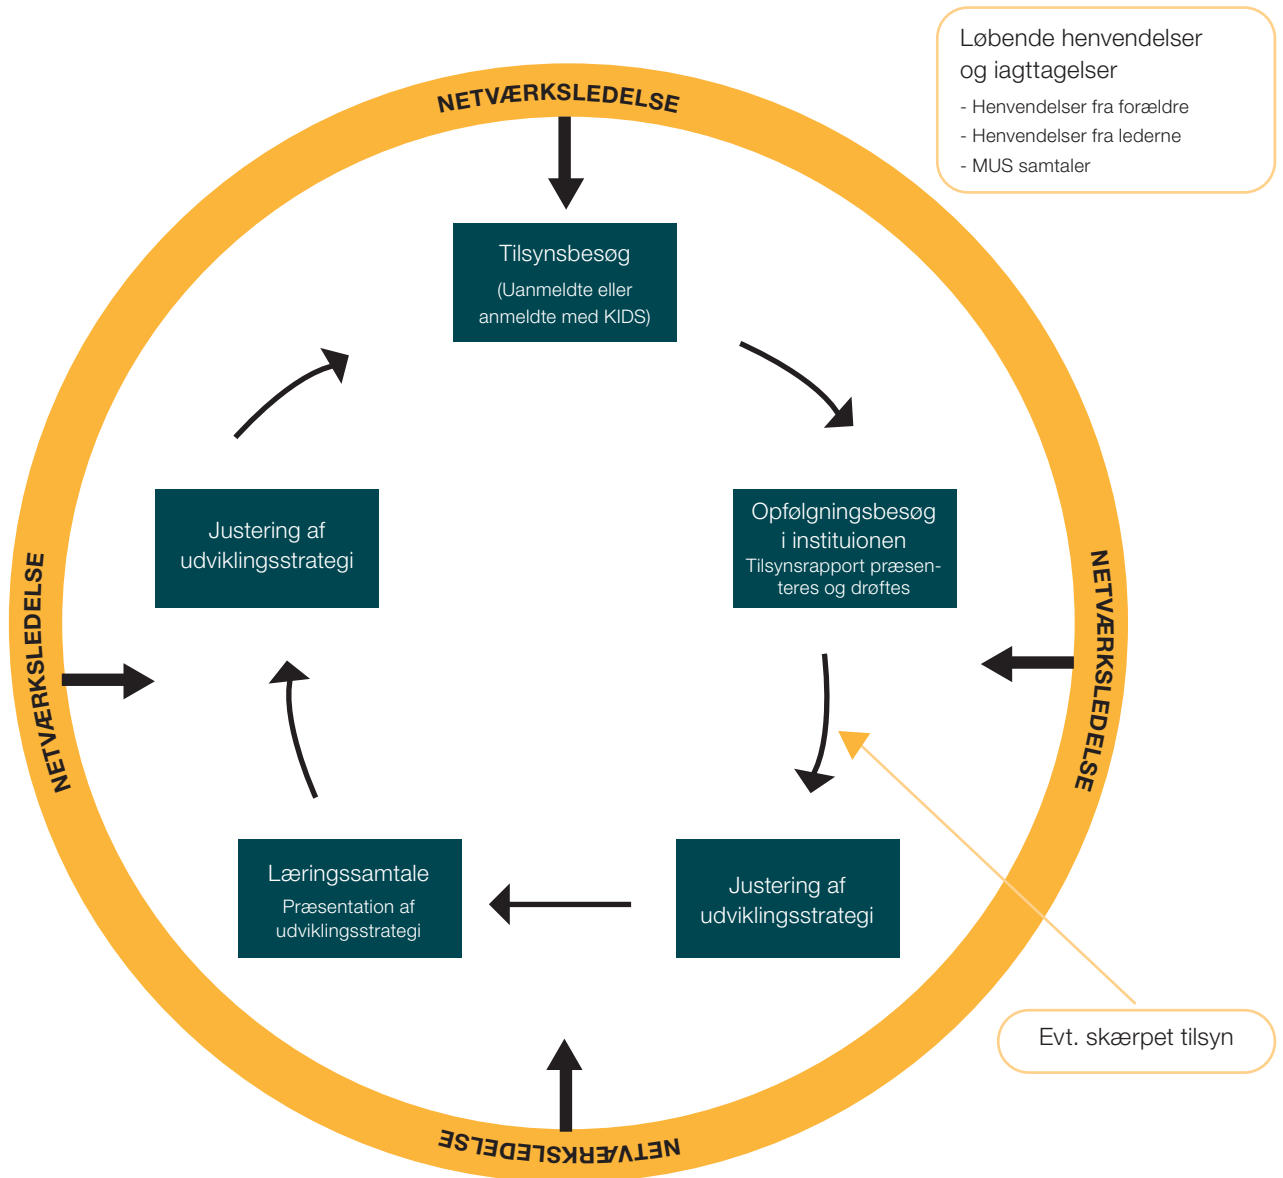 Løbende henvendelser
og iagttagelser
- Henvendelser fra forældre
- Henvendelser fra lederne
- MUS samtaler
NETVÆRKSLEDELSE
Tilsynsbesøg
(Uanmeldte eller
anmeldte med KIDS)
Justering af
udviklingsstrategi
Opfølgningsbesøg
i instituionen
Tilsynsrapport præsen-
teres og drøftes
NETVÆRKSLEDELSE
NETVÆRKSLEDELSE
Læringssamtale
Præsentation af
udviklingsstrategi
Justering af
udviklingsstrategi
Evt. skærpet tilsyn
NETVÆRKSLEDELSE